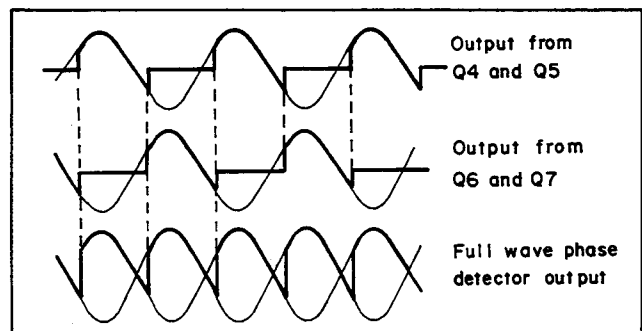 Output from
Q4 and Q5
Output from
Q6 and Q7
Full wave phase
detector output